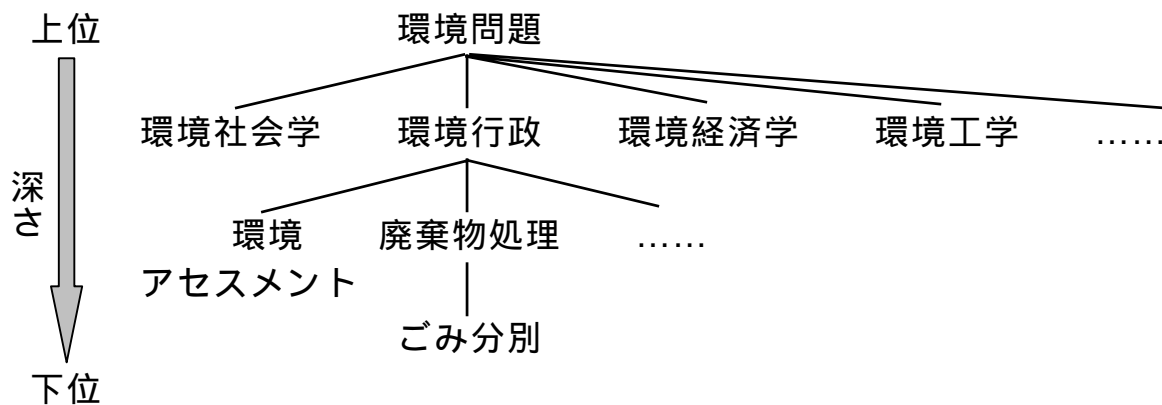 上位
環境問題
環境社会学 環境行政 環境経済学 環境工学 ……
深さ
環境 廃棄物処理 ……
アセスメント
ごみ分別
下位